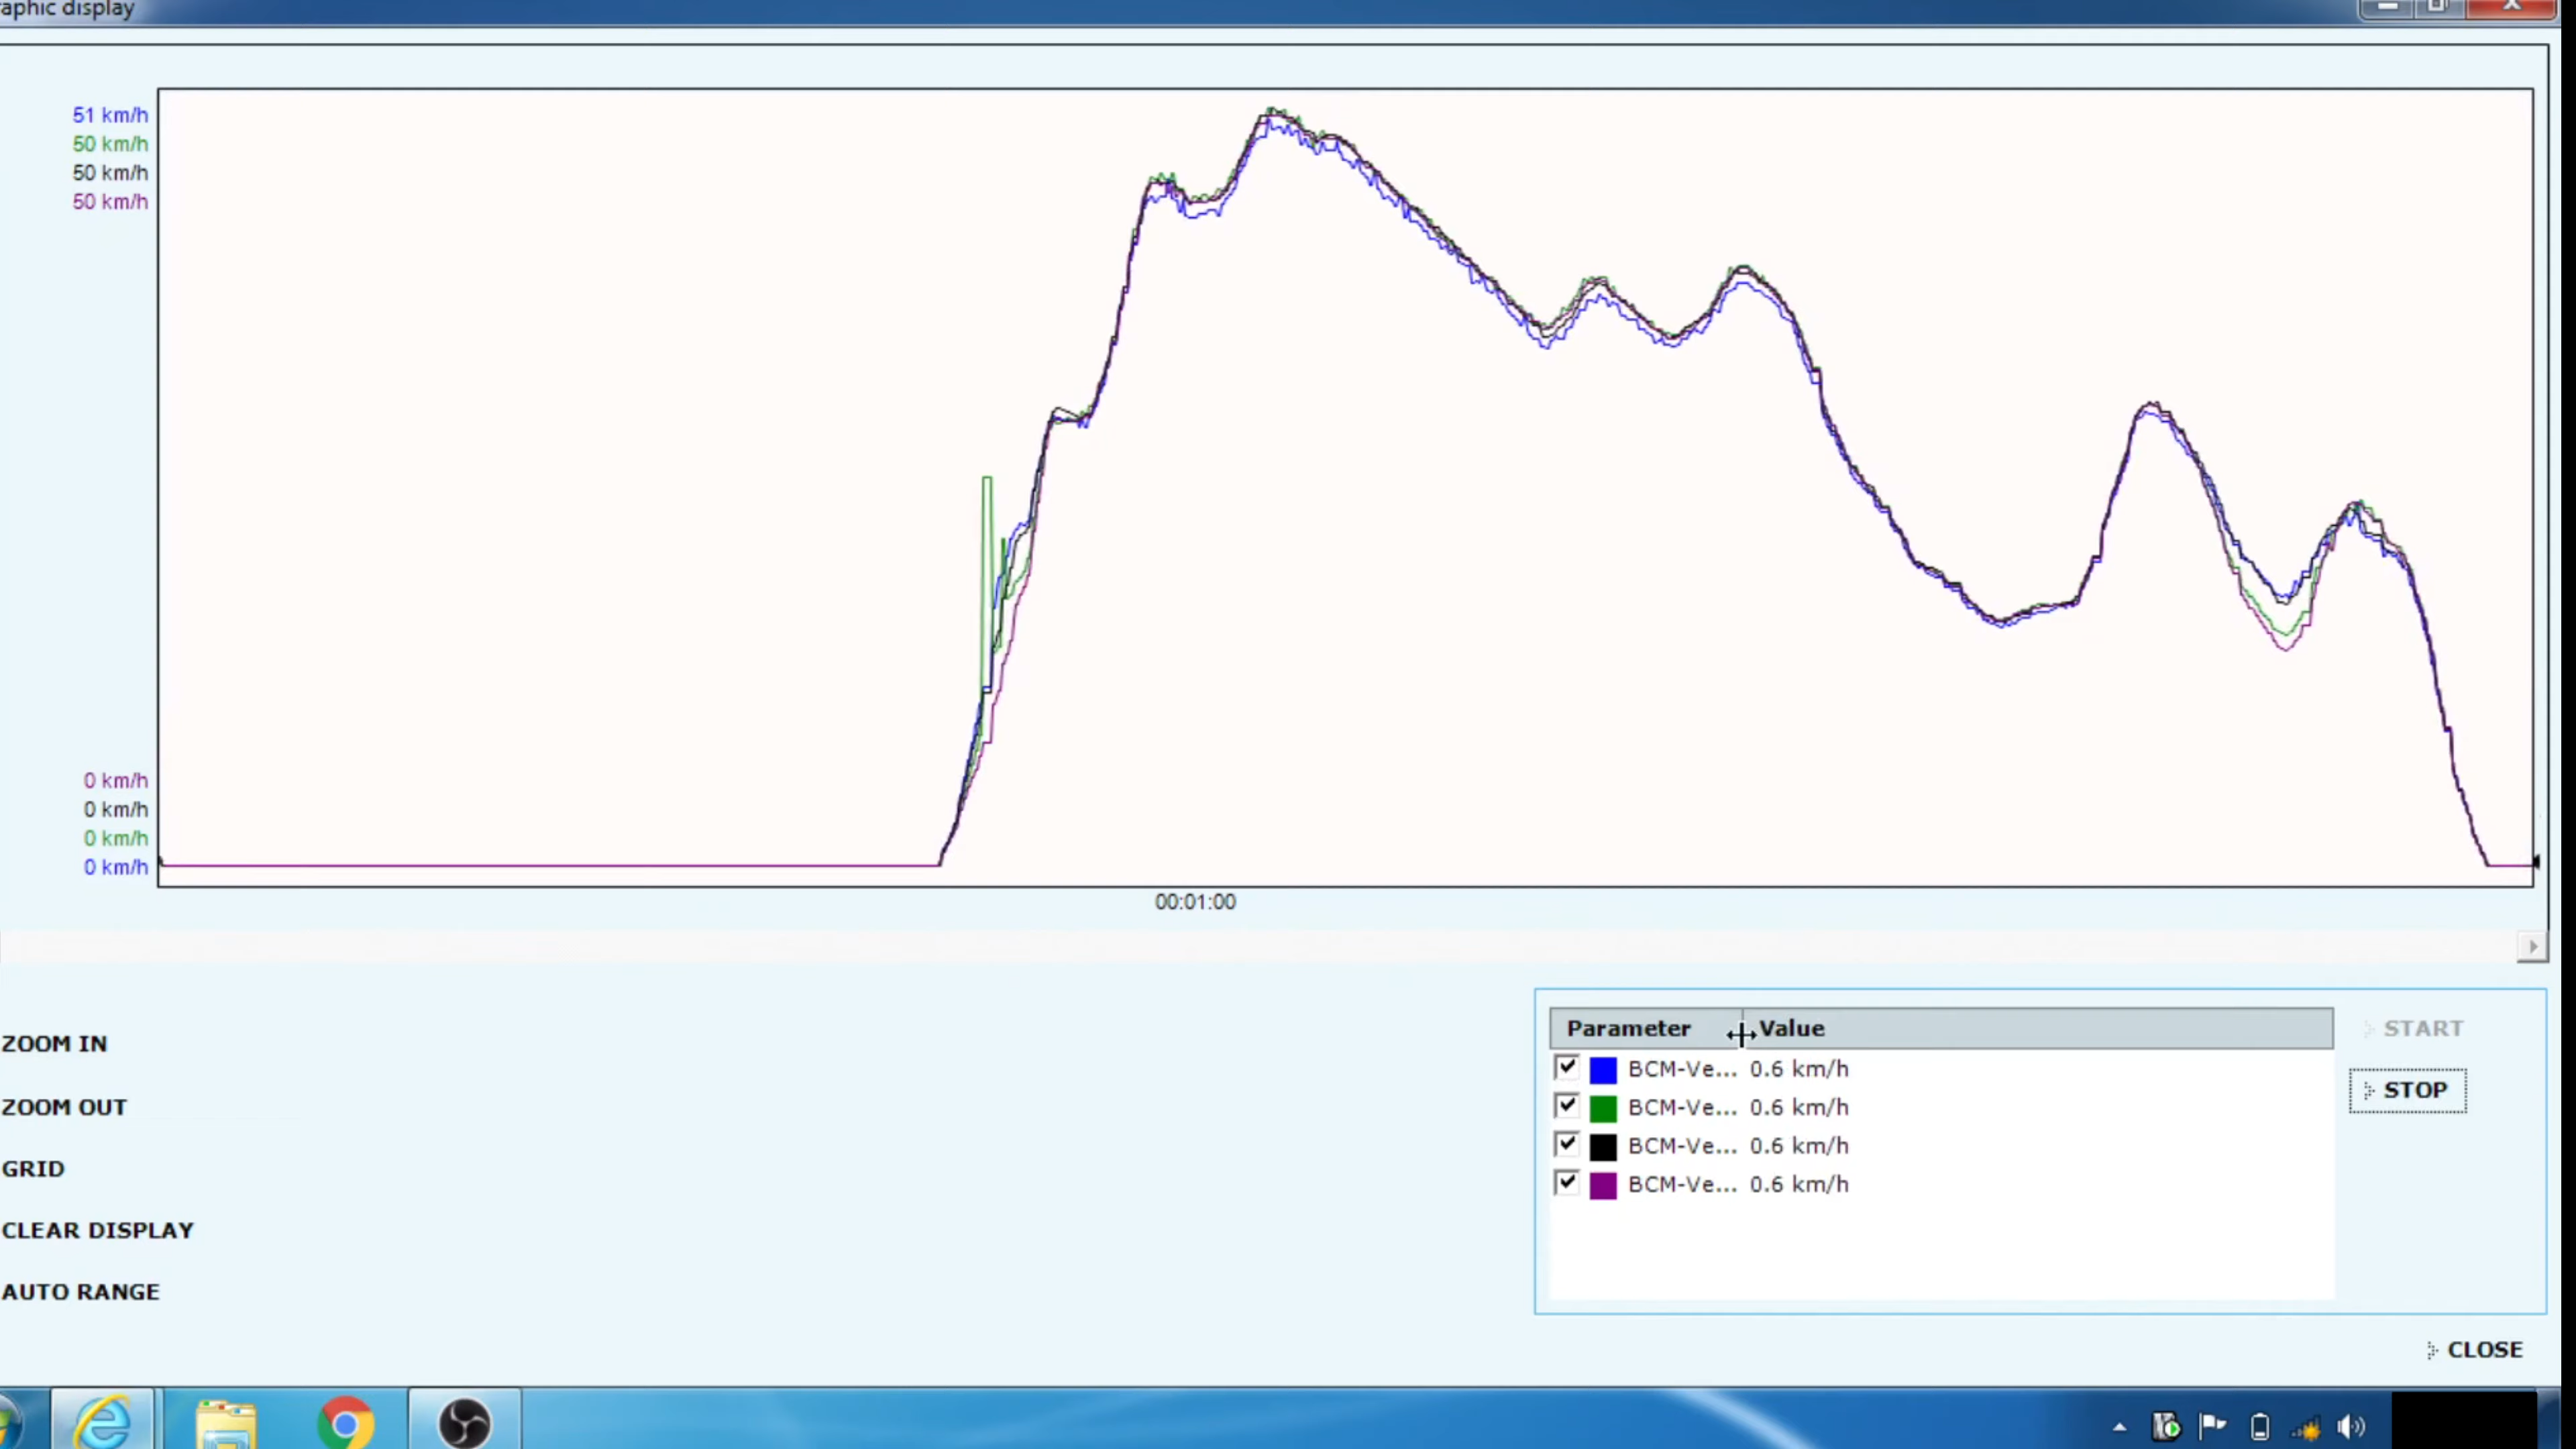 aphic display
51 km/h
50 km/h
50 km/h
50 km/h
0 km/h
0 km/h
0 km/h
0 km/h
00:01:00
ZOOM IN
ZOOM OUT
GRID
CLEAR DISPLAY
AUTO RANGE
Parameter Value
BCM-Ve... 0.6 km/h
BCM-Ve... 0.6 km/h
BCM-Ve... 0.6 km/h
BCM-Ve... 0.6 km/h
START
STOP
CLOSE